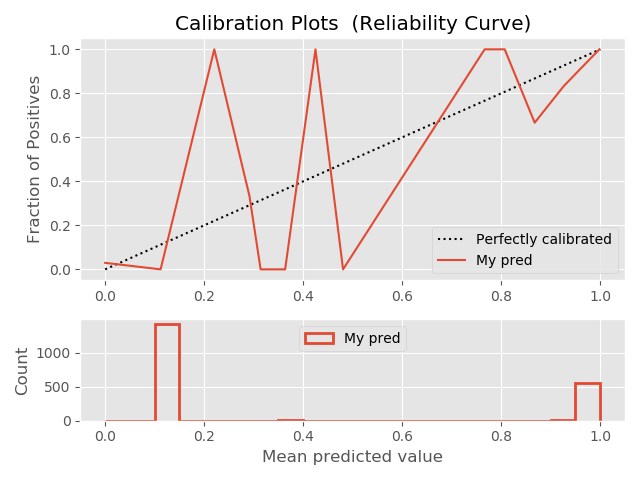 Calibration Plots  (Reliability Curve)
Fraction of Positives
1.0
0.8
0.6
0.4
0.2
0.0
Perfectly calibrated
My pred
0.0 0.2 0.4 0.6 0.8 1.0
Count
1000
500
0
My pred
0.0 0.2 0.4 0.6 0.8 1.0
Mean predicted value